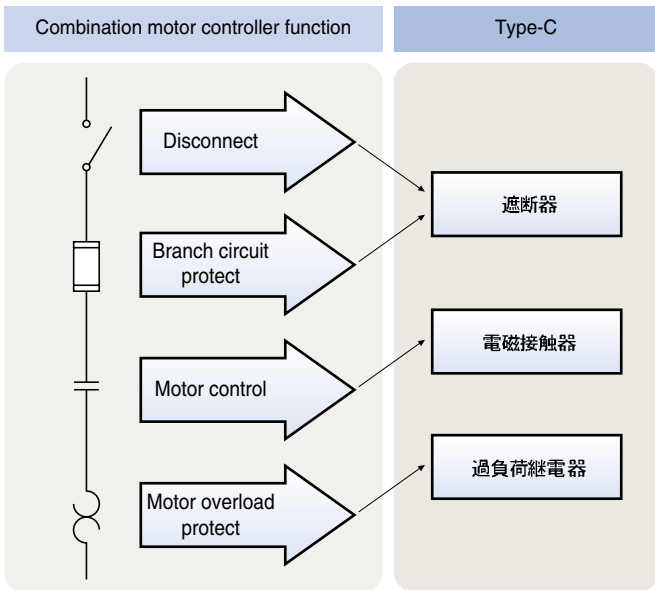 Combination motor controller function
Type-C
Disconnect
Branch circuit
protect
Motor control
Motor overload
protect
遮断器
電磁接触器
過負荷継電器